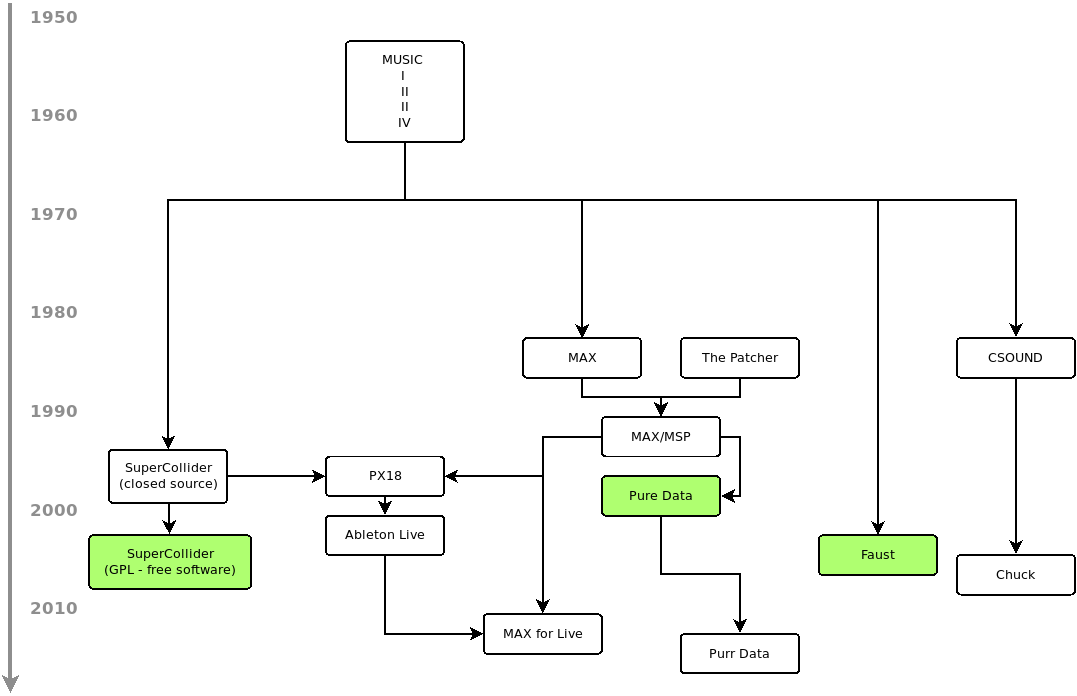 1950
MUSIC
I
II
II
IV
1960
1970
1980
MAX
The Patcher
CSOUND
1990
MAX/MSP
SuperCollider
(closed source)
PX18
Pure Data
2000
Ableton Live
SuperCollider
(GPL - free software)
Faust
Chuck
2010
MAX for Live
Purr Data